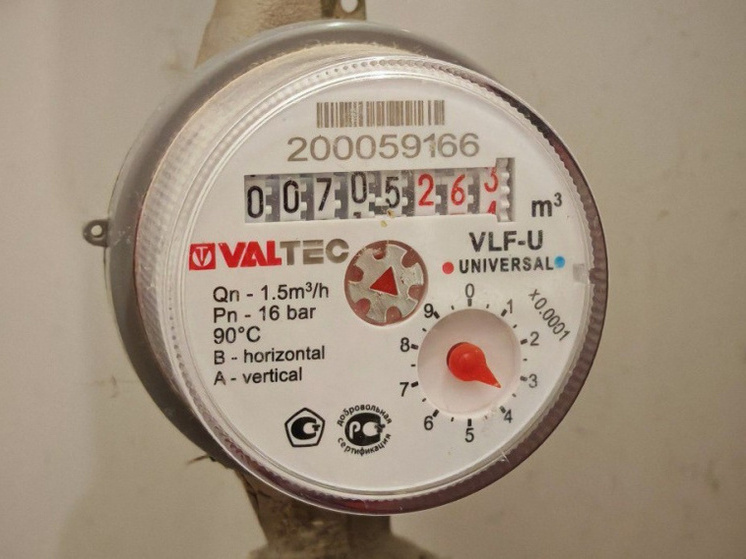 200059166
0070526 m³
VALTEC
VLF-U
UNIVERSAL
Qn - 1.5m³/h
Pn - 16 bar
90°C
B - horizontal
A - vertical
x0.0001
0
1
2
3
4
5
6
7
8
9
добровольная
РС
сертификация